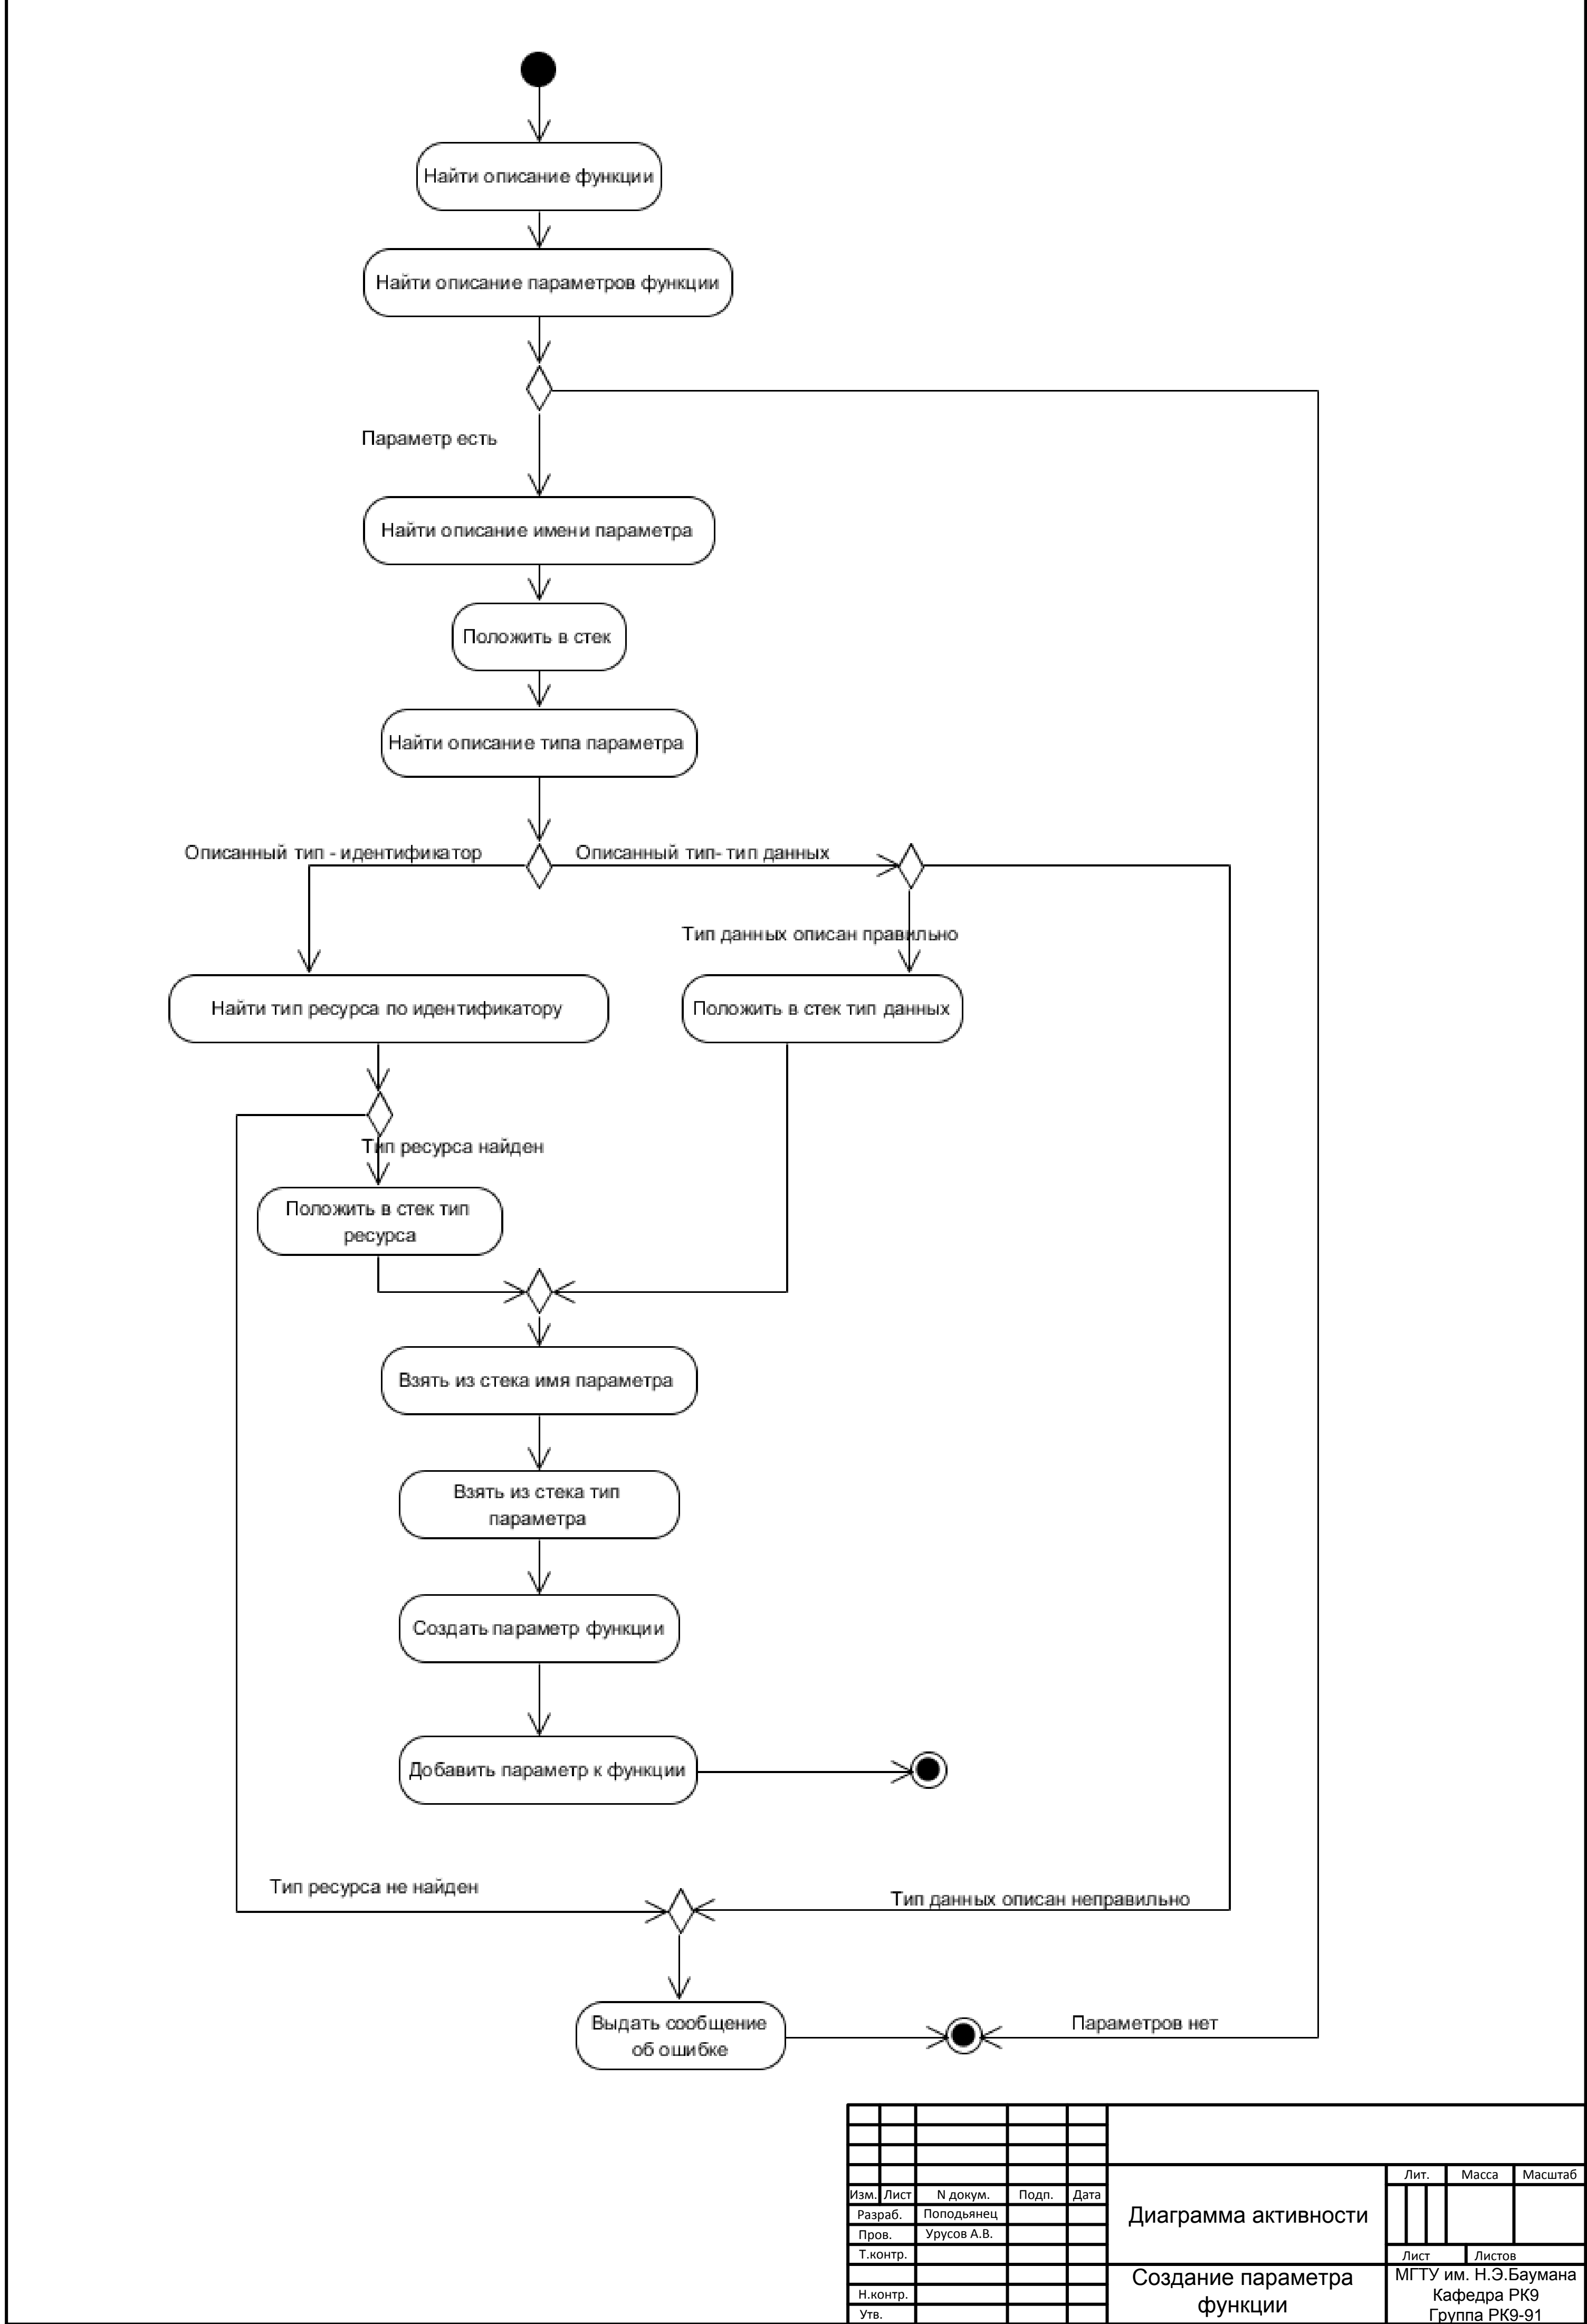 Найти описание функции
Найти описание параметров функции
Параметр есть
Найти описание имени параметра
Положить в стек
Найти описание типа параметра
Описанный тип - идентификатор
Описанный тип- тип данных
Тип данных описан правильно
Найти тип ресурса по идентификатору
Положить в стек тип данных
Тип ресурса найден
Положить в стек тип
ресурса
Взять из стека имя параметра
Взять из стека тип
параметра
Создать параметр функции
Добавить параметр к функции
Тип ресурса не найден
Тип данных описан неправильно
Выдать сообщение
об ошибке
Параметров нет
Лит. Масса Масштаб
Изм. Лист N докум. Подп. Дата
Разраб. Поподьянец
Пров. Урусов А.В.
Т.контр.
Н.контр.
Утв.
Диаграмма активности
Лист Листов
Создание параметра
функции
МГТУ им. Н.Э.Баумана
Кафедра РК9
Группа РК9-91